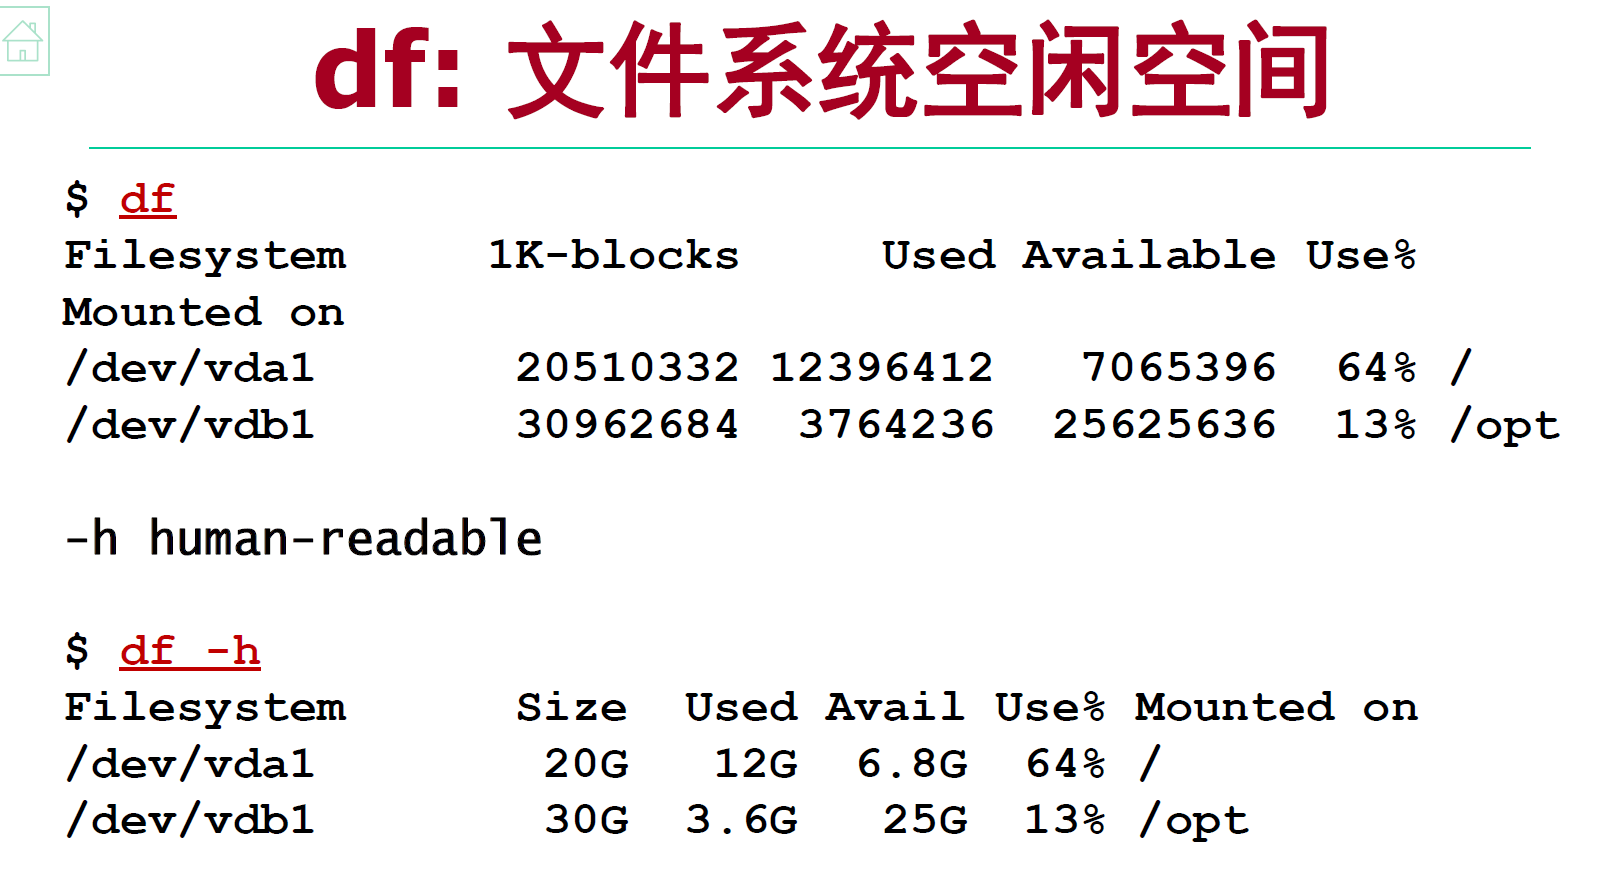 df: 文件系统空闲空间
$ df
Filesystem     1K-blocks     Used Available Use%
Mounted on
/dev/vda1       20510332 12396412   7065396  64% /
/dev/vdb1       30962684  3764236  25625636  13% /opt
-h human-readable
$ df -h
Filesystem      Size  Used Avail Use% Mounted on
/dev/vda1        20G   12G  6.8G  64% /
/dev/vdb1        30G  3.6G   25G  13% /opt